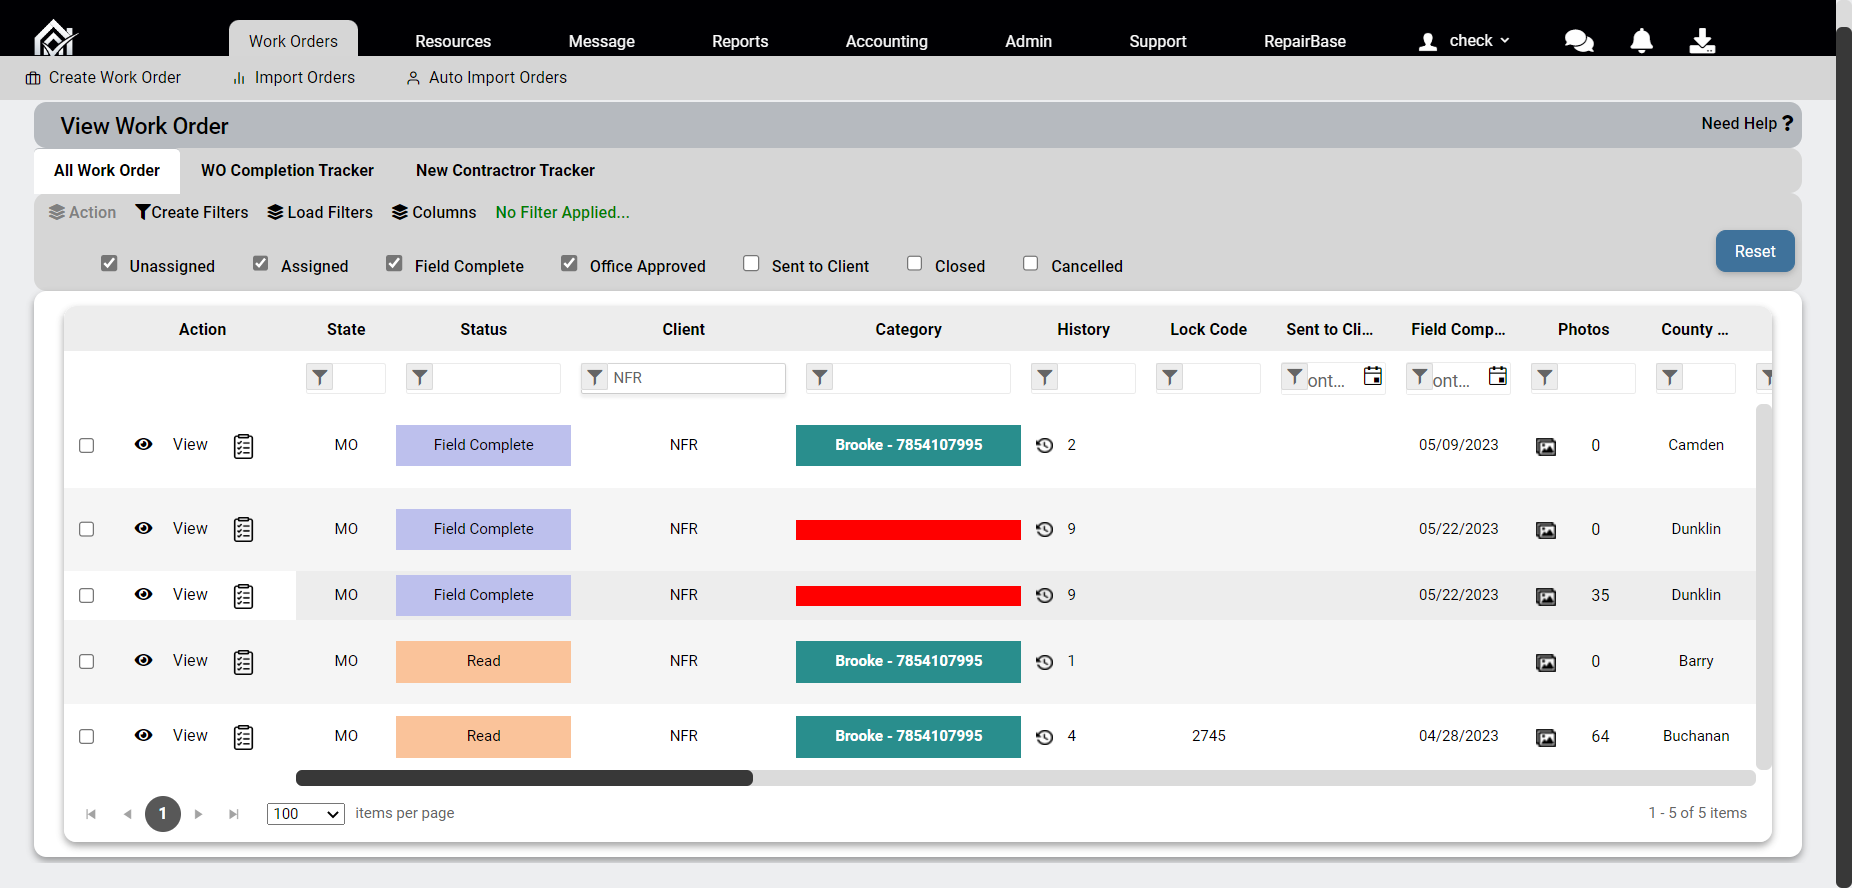 Work Orders Resources Message Reports Accounting Admin Support RepairBase check
Create Work Order Import Orders Auto Import Orders
View Work Order Need Help ?
All Work Order WO Completion Tracker New Contractror Tracker
Action Create Filters Load Filters Columns No Filter Applied...
Unassigned Assigned Field Complete Office Approved Sent to Client Closed Cancelled Reset
Action State Status Client Category History Lock Code Sent to Cli... Field Comp... Photos County ...
NFR ont... ont...
View MO Field Complete NFR Brooke - 7854107995 2 05/09/2023 0 Camden
View MO Field Complete NFR 9 05/22/2023 0 Dunklin
View MO Field Complete NFR 9 05/22/2023 35 Dunklin
View MO Read NFR Brooke - 7854107995 1 0 Barry
View MO Read NFR Brooke - 7854107995 4 2745 04/28/2023 64 Buchanan
1 100 items per page 1 - 5 of 5 items